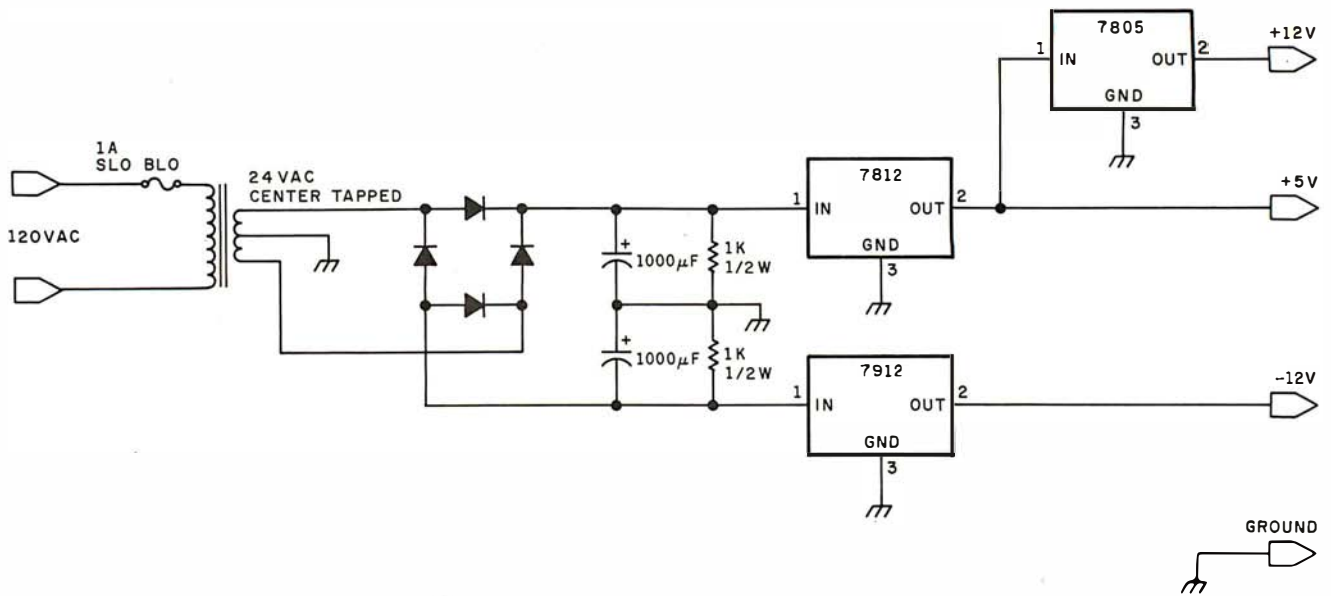 7805
+12V
1
IN
OUT
2
GND
3
1A
SLO BLO
24VAC
CENTER TAPPED
120VAC
7812
+5V
1
IN
OUT
2
GND
3
+
1000µF
1K
1/2W
+
1000µF
1K
1/2W
7912
-12V
1
IN
OUT
2
GND
3
GROUND